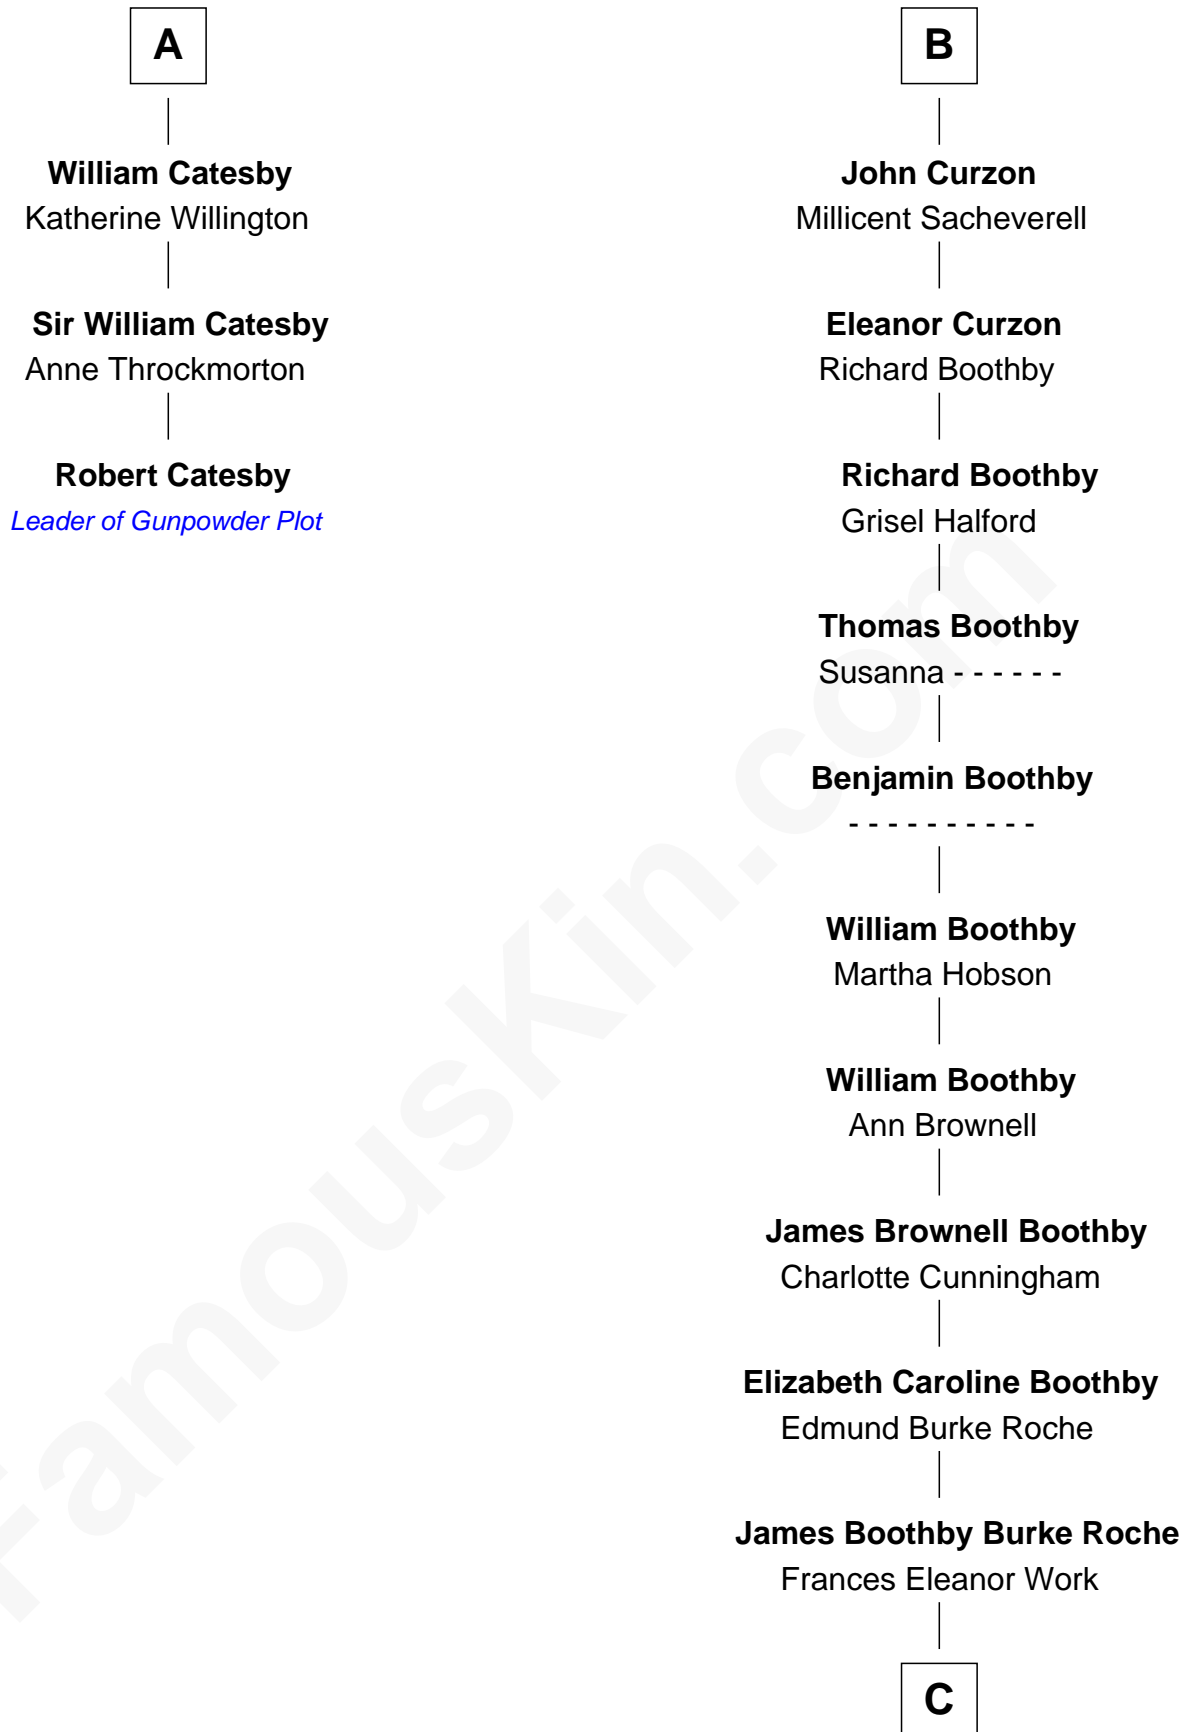 A
William Catesby
Katherine Willington
Sir William Catesby
Anne Throckmorton
Robert Catesby
Leader of Gunpowder Plot
B
John Curzon
Millicent Sacheverell
Eleanor Curzon
Richard Boothby
Richard Boothby
Grisel Halford
Thomas Boothby
Susanna - - - - - -
Benjamin Boothby
- - - - - - - - - -
William Boothby
Martha Hobson
William Boothby
Ann Brownell
James Brownell Boothby
Charlotte Cunningham
Elizabeth Caroline Boothby
Edmund Burke Roche
James Boothby Burke Roche
Frances Eleanor Work
C
FamousKin.com